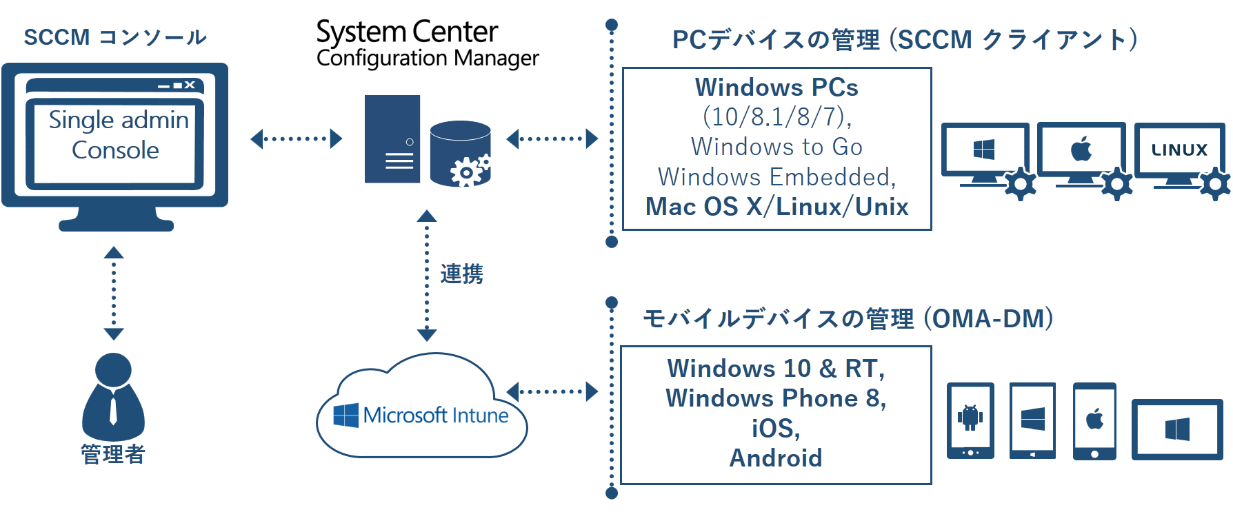 SCCM コンソール
Single admin
Console
管理者
System Center
Configuration Manager
連携
Microsoft Intune
PCデバイスの管理 (SCCM クライアント)
Windows PCs
(10/8.1/8/7),
Windows to Go
Windows Embedded,
Mac OS X/Linux/Unix
LINUX
モバイルデバイスの管理 (OMA-DM)
Windows 10 & RT,
Windows Phone 8,
iOS,
Android